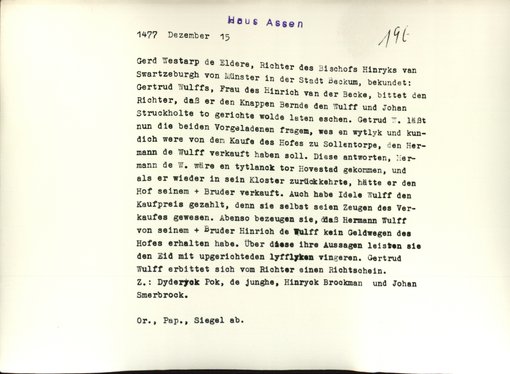 Haus Assen
196
1477 Dezember 15
Gerd Westarp de Eldere, Richter des Bischofs Hinryks van
Swartzeburgh von Münster in der Stadt Beckum, bekundet:
Gertrud Wulffs, Frau des Hinrich van der Becke, bittet den
Richter, daß er den Knappen Bernde den Wulff und Johan
Struckholte to gerichte wolde laten eschen. Getrud W. läßt
nun die beiden Vorgeladenen fragem, was en wytlyk und kun-
dich were von dem Kaufe des Hofes zu Sollentorpe, den Her-
mann de Wulff verkauft haben soll. Diese antworten, Her-
mann de W. wäre en tytlanck tor Hovestad gekommen, und
als er wieder in sein Kloster zurückkehrte, hätte er den
Hof seinem + Bruder verkauft. Auch habe Idele Wulff den
Kaufpreis gezahlt, denn sie selbst seien Zeugen des Ver-
kaufes gewesen. Abenso bezeugen sie, daß Hermann Wulff
von seinem + Bruder Hinrich de Wulff kein Geldwegen des
Hofes erhalten habe. Über diese ihre Aussagen leisten sie
den Eid mit upgerichteden lyfflyken vingeren. Gertrud
Wulff erbittet sich vom Richter einen Richtschein.
Z.: Dyderyck Pok, de junghe, Hinryck Brockman und Johan
Smerbrock.
Or., Pap., Siegel ab.